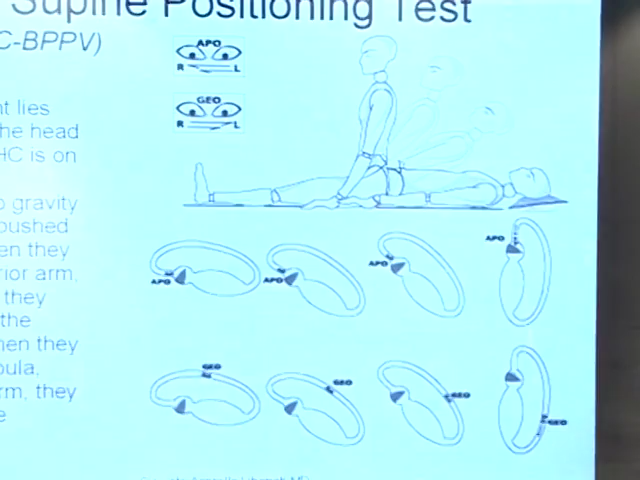 Supine Positioning Test
C-BPPV)
nt lies
he head
HC is on
o gravity
pushed
en they
rior arm,
they
the
hen they
pula,
rm, they
e
APO
R L
GEO
R L
APO
APO
APO
APO
GEO
GEO
GEO
GEO